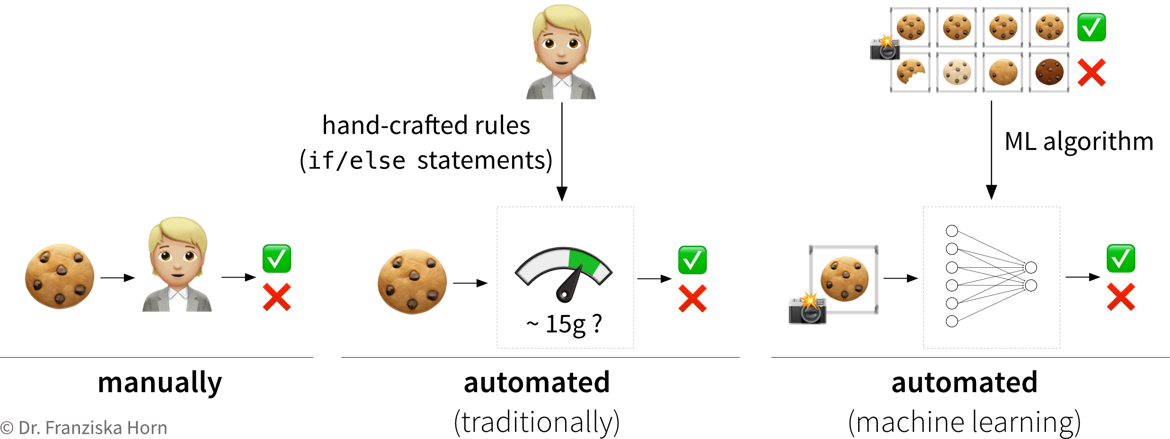 hand-crafted rules
(if/else statements)
ML algorithm
~ 15g ?
manually
automated
(traditionally)
automated
(machine learning)
© Dr. Franziska Horn